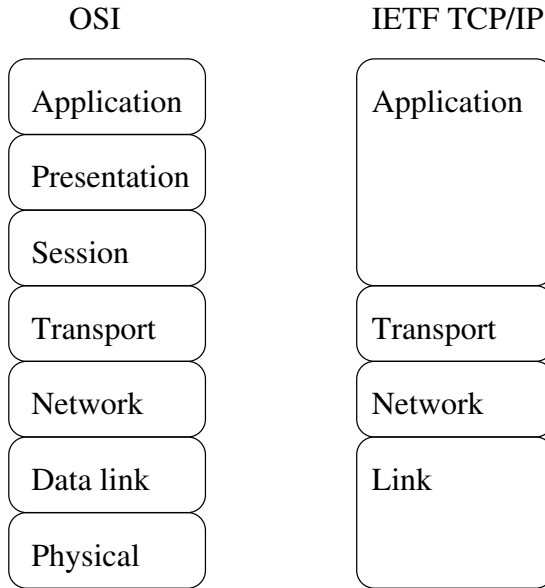 OSI
IETF TCP/IP
Application
Presentation
Session
Transport
Network
Data link
Physical
Application
Transport
Network
Link